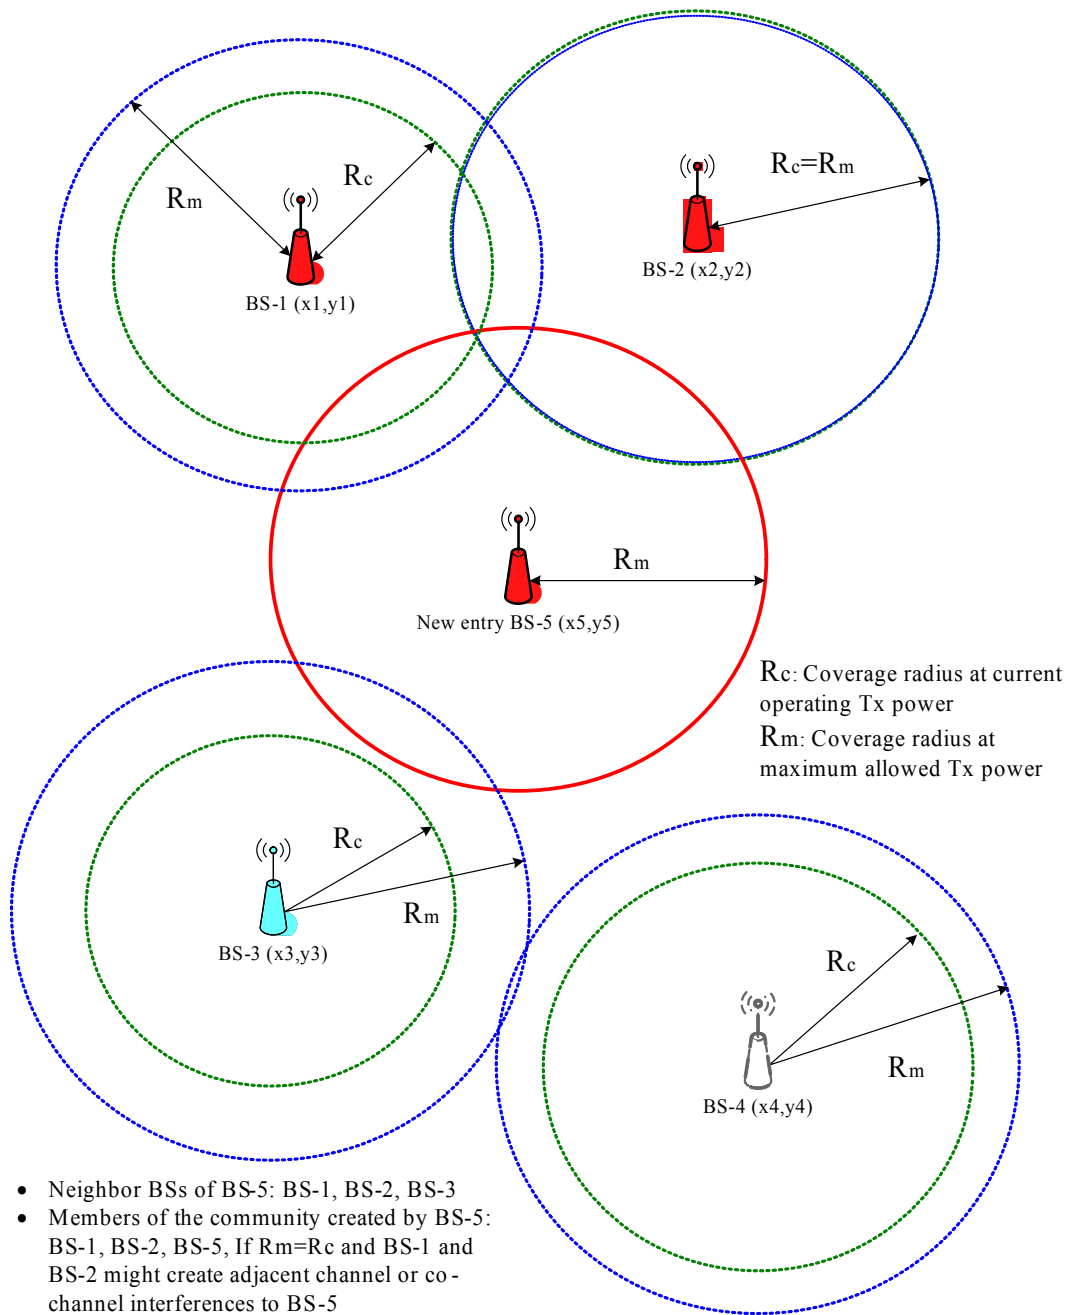 Rm
Rc
Rc=Rm
BS-1 (x1,y1)
BS-2 (x2,y2)
Rm
New entry BS-5 (x5,y5)
Rc: Coverage radius at current
operating Tx power
Rm: Coverage radius at
maximum allowed Tx power
Rc
Rm
BS-3 (x3,y3)
Rc
Rm
BS-4 (x4,y4)
• Neighbor BSs of BS-5: BS-1, BS-2, BS-3
• Members of the community created by BS-5:
BS-1, BS-2, BS-5, If Rm=Rc and BS-1 and
BS-2 might create adjacent channel or co-
channel interferences to BS-5